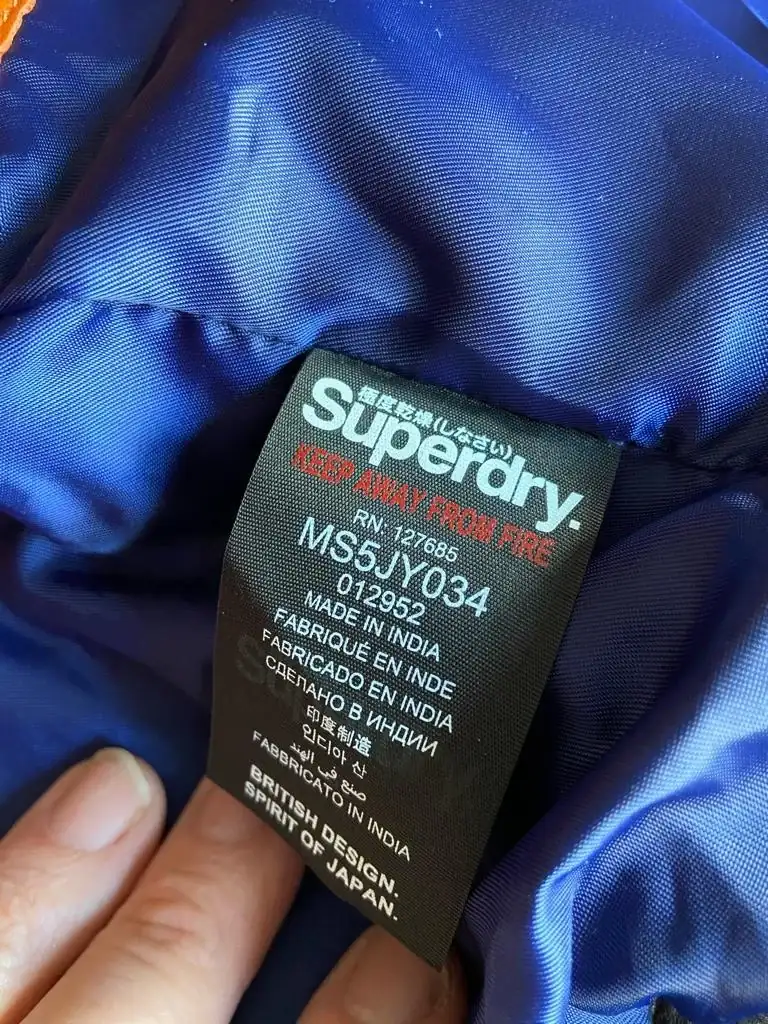 極度乾燥(しなさい)
Superdry.
KEEP AWAY FROM FIRE
RN: 127685
MS5JY034
012952
MADE IN INDIA
FABRIQUÉ EN INDE
FABRICADO EN INDIA
СДЕЛАНО В ИНДИИ
印度制造
인디아 산
صنع في الهند
FABBRICATO IN INDIA
BRITISH DESIGN.
SPIRIT OF JAPAN.